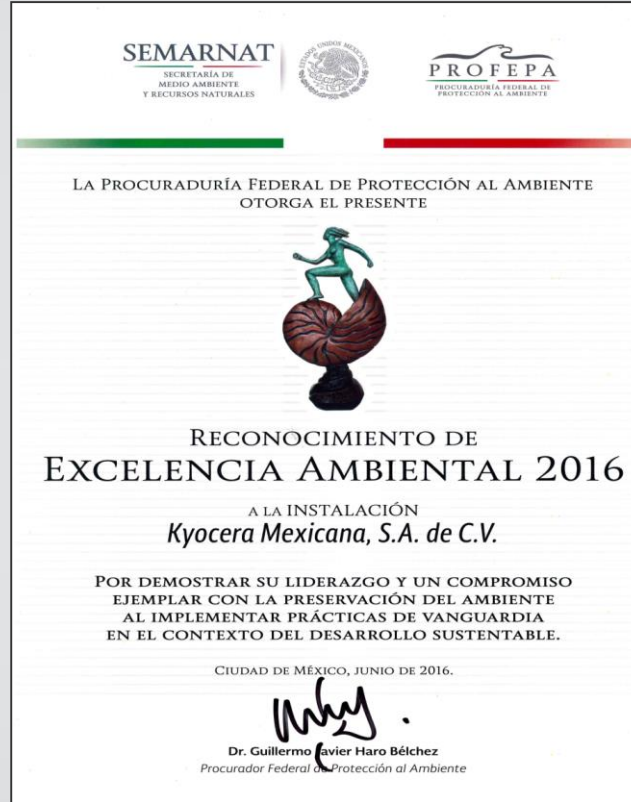 SEMARNAT
SECRETARÍA DE
MEDIO AMBIENTE
Y RECURSOS NATURALES
ESTADOS UNIDOS MEXICANOS
PROFEPA
PROCURADURÍA FEDERAL DE
PROTECCIÓN AL AMBIENTE
LA PROCURADURÍA FEDERAL DE PROTECCIÓN AL AMBIENTE
OTORGA EL PRESENTE
RECONOCIMIENTO DE
EXCELENCIA AMBIENTAL 2016
A LA INSTALACIÓN
Kyocera Mexicana, S.A. de C.V.
POR DEMOSTRAR SU LIDERAZGO Y UN COMPROMISO
EJEMPLAR CON LA PRESERVACIÓN DEL AMBIENTE
AL IMPLEMENTAR PRÁCTICAS DE VANGUARDIA
EN EL CONTEXTO DEL DESARROLLO SUSTENTABLE.
CIUDAD DE MÉXICO, JUNIO DE 2016.
Dr. Guillermo Javier Haro Bélchez
Procurador Federal de Protección al Ambiente